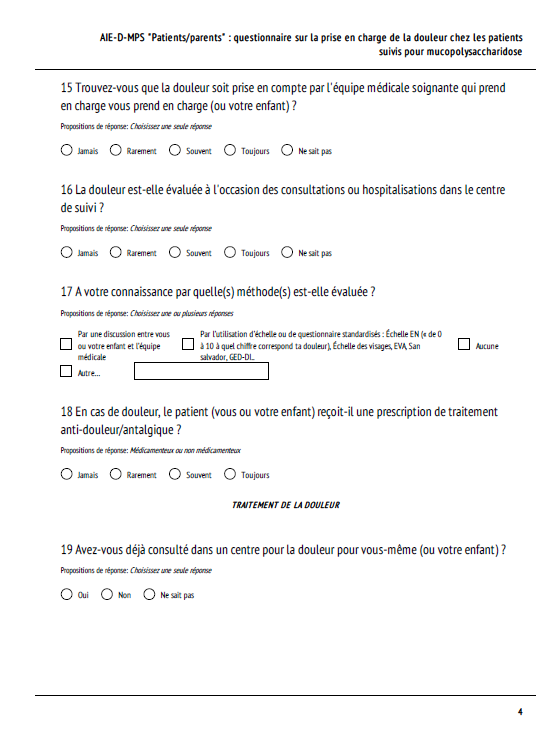 AIE-D-MPS "Patients/parents" : questionnaire sur la prise en charge de la douleur chez les patients
suivis pour mucopolysaccharidose
15 Trouvez-vous que la douleur soit prise en compte par l'équipe médicale soignante qui prend
en charge vous prend en charge (ou votre enfant) ?
Propositions de réponse: Choisissez une seule réponse
Jamais Rarement Souvent Toujours Ne sait pas
16 La douleur est-elle évaluée à l'occasion des consultations ou hospitalisations dans le centre
de suivi ?
Propositions de réponse: Choisissez une seule réponse
Jamais Rarement Souvent Toujours Ne sait pas
17 A votre connaissance par quelle(s) méthode(s) est-elle évaluée ?
Propositions de réponse: Choisissez une ou plusieurs réponses
Par une discussion entre vous
ou votre enfant et l'équipe
médicale
Par l'utilisation d'échelle ou de questionnaire standardisés : Échelle EN (« de 0
à 10 à quel chiffre correspond ta douleur), Échelle des visages, EVA, San
salvador, GED-DI..
Aucune
Autre...
18 En cas de douleur, le patient (vous ou votre enfant) reçoit-il une prescription de traitement
anti-douleur/antalgique ?
Propositions de réponse: Médicamenteux ou non médicamenteux
Jamais Rarement Souvent Toujours
TRAITEMENT DE LA DOULEUR
19 Avez-vous déjà consulté dans un centre pour la douleur pour vous-même (ou votre enfant) ?
Propositions de réponse: Choisissez une seule réponse
Oui Non Ne sait pas
4